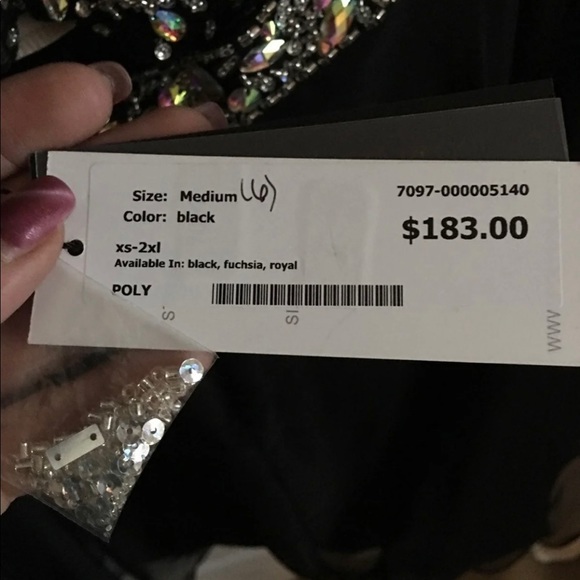 Size: Medium (6)
Color: black
7097-000005140
$183.00
xs-2xl
Available In: black, fuchsia, royal
POLY